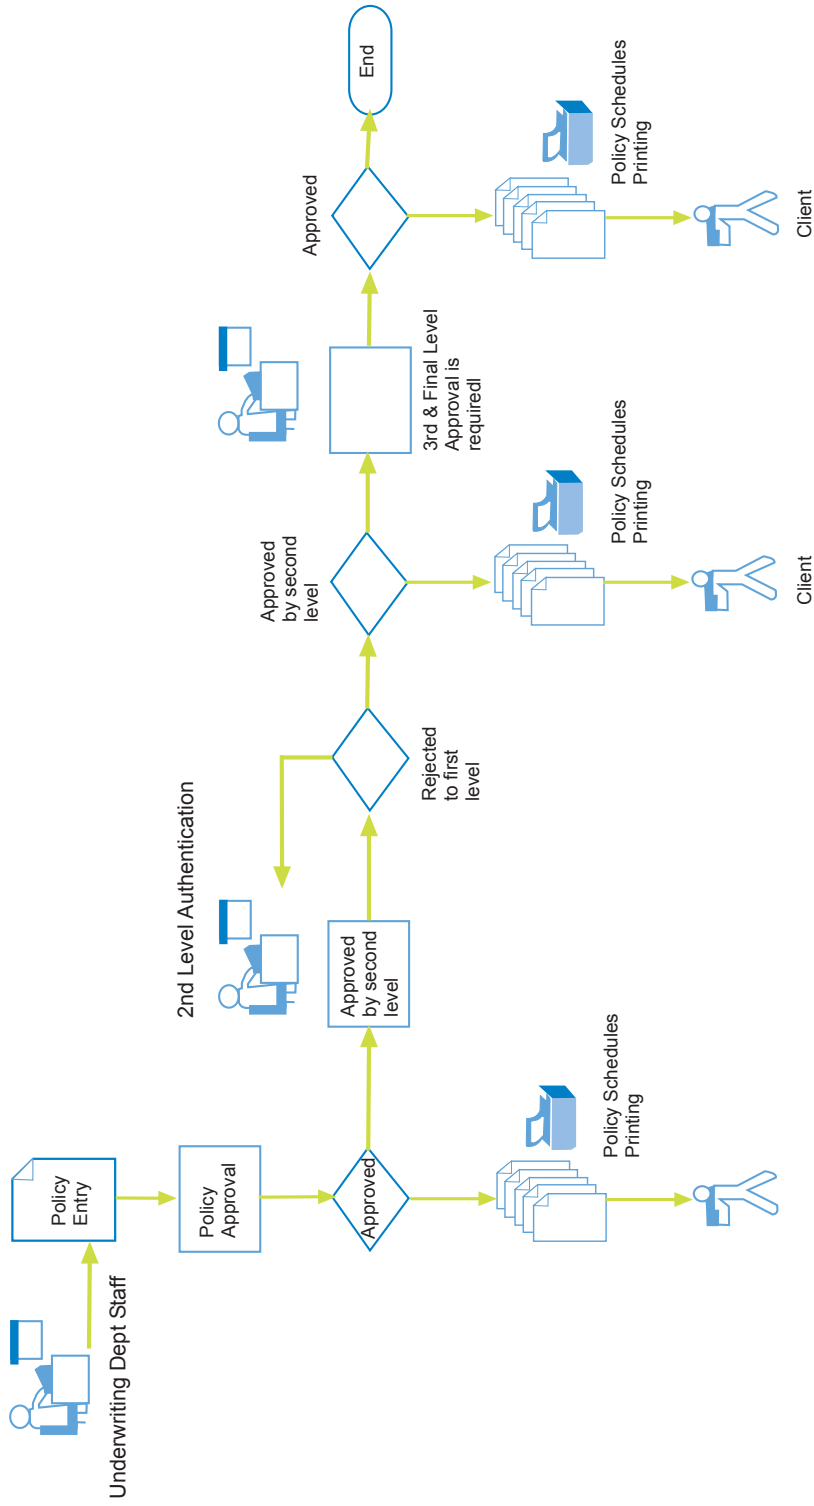 Underwriting Dept Staff
Policy
Entry
Policy
Approval
Approved
Policy Schedules
Printing
2nd Level Authentication
Approved
by second
level
Rejected
to first
level
Approved
by second
level
Policy Schedules
Printing
Client
3rd & Final Level
Approval is
required!
Approved
Policy Schedules
Printing
Client
End